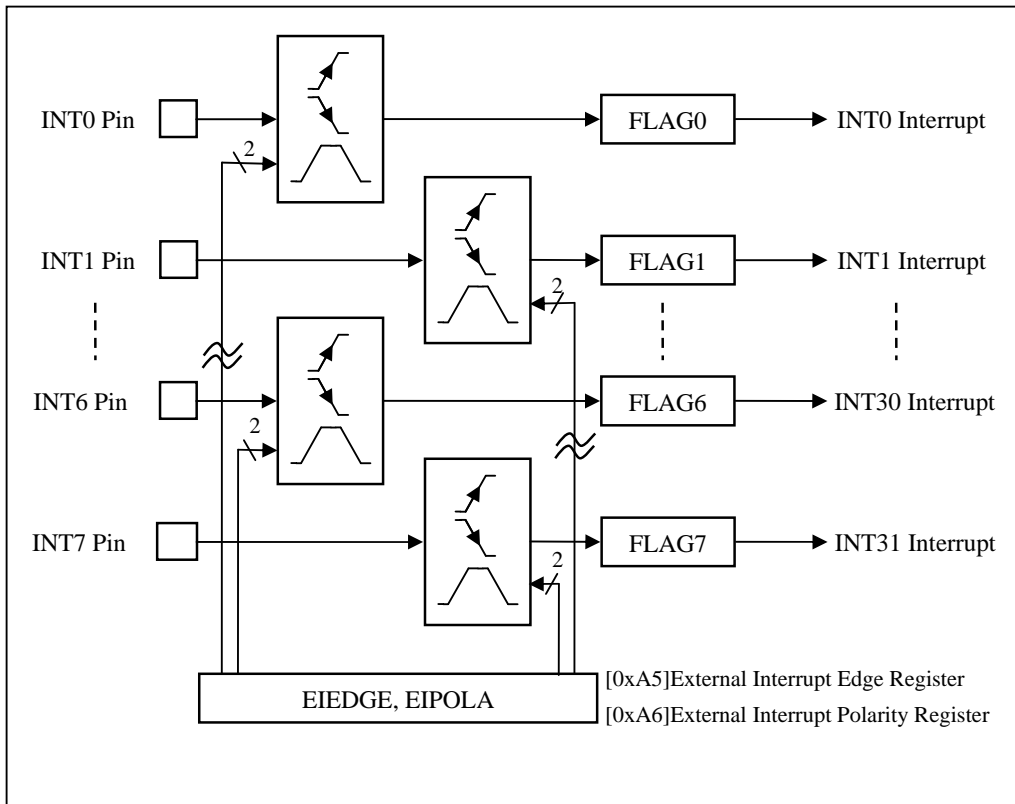 INT0 Pin
2
FLAG0
INT0 Interrupt
INT1 Pin
2
FLAG1
INT1 Interrupt
INT6 Pin
2
FLAG6
INT30 Interrupt
INT7 Pin
2
FLAG7
INT31 Interrupt
EIEDGE, EIPOLA
[0xA5]External Interrupt Edge Register
[0xA6]External Interrupt Polarity Register